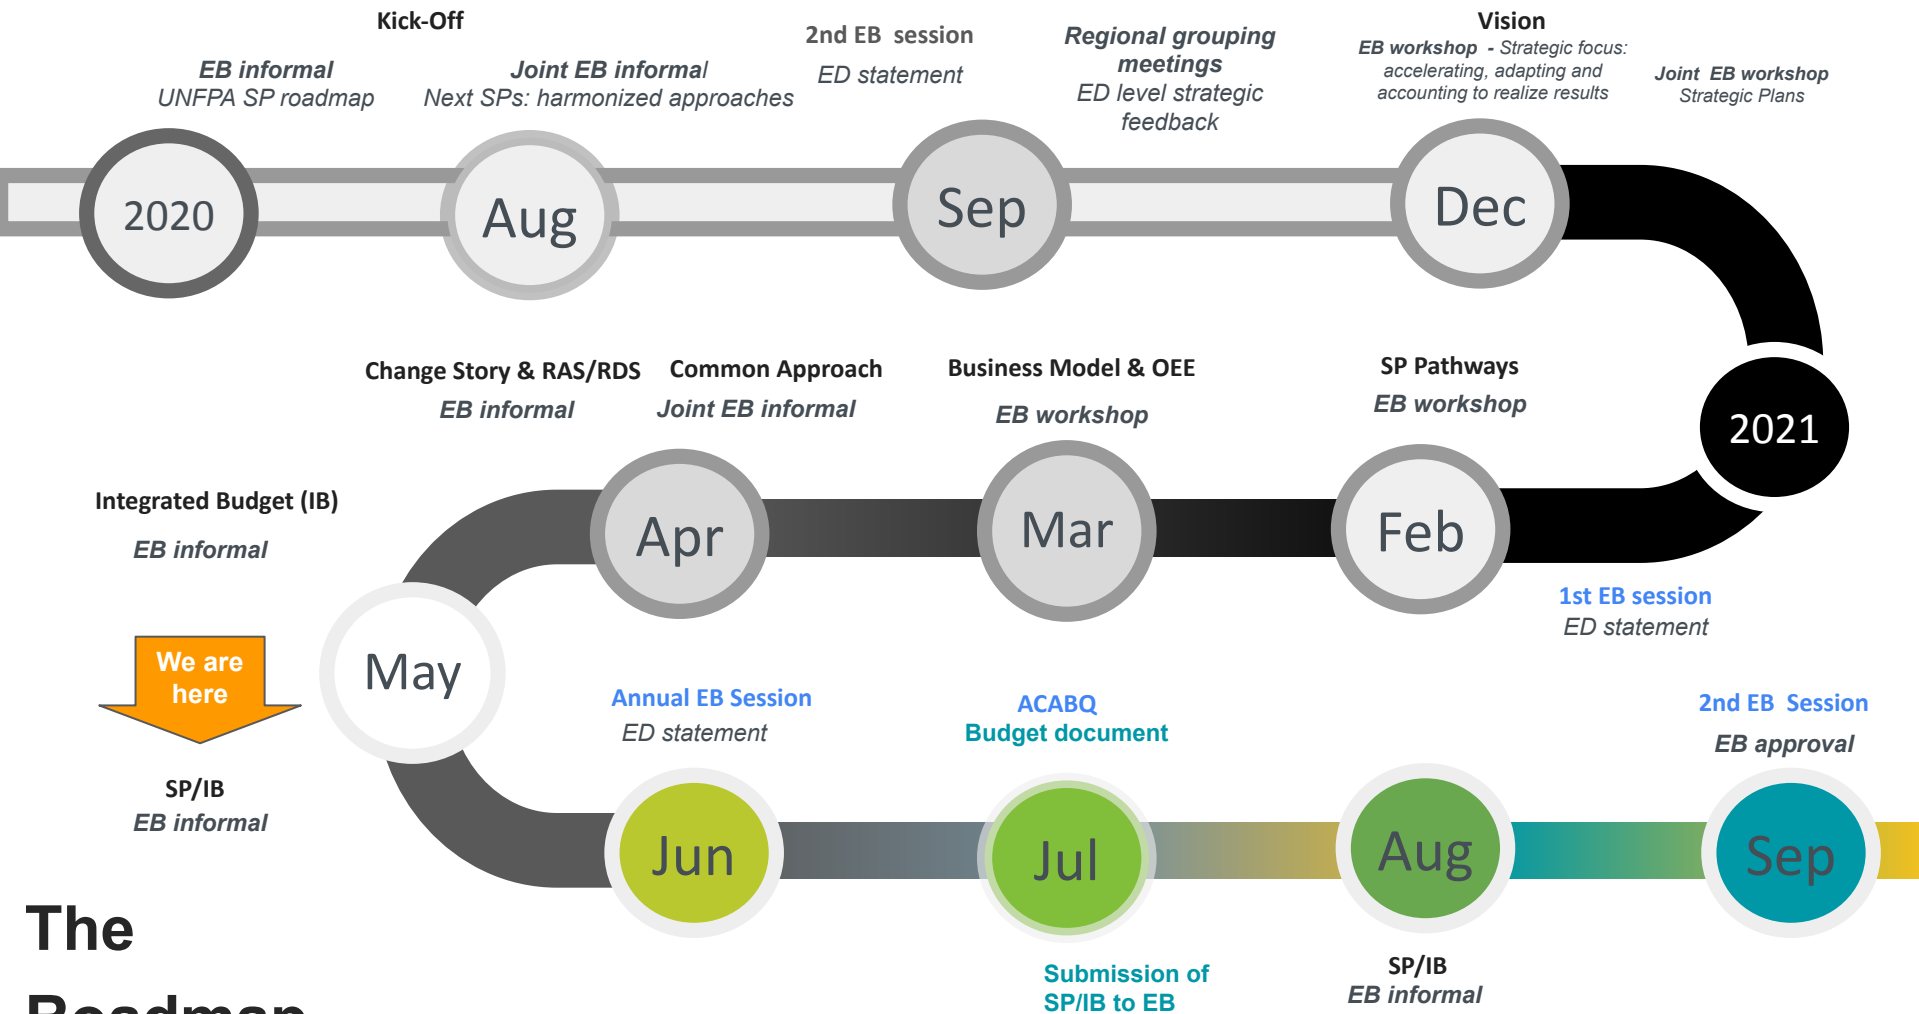 Kick-Off
EB informal
UNFPA SP roadmap
Joint EB informal
Next SPs: harmonized approaches
2nd EB session
ED statement
Regional grouping
meetings
ED level strategic
feedback
Vision
EB workshop - Strategic focus:
accelerating, adapting and
accounting to realize results
Joint EB workshop
Strategic Plans
2020
Aug
Sep
Dec
2021
Change Story & RAS/RDS
EB informal
Common Approach
Joint EB informal
Business Model & OEE
EB workshop
SP Pathways
EB workshop
Apr
Mar
Feb
1st EB session
ED statement
Integrated Budget (IB)
EB informal
We are
here
SP/IB
EB informal
May
Annual EB Session
ED statement
ACABQ
Budget document
2nd EB Session
EB approval
Jun
Jul
Aug
Sep
Submission of
SP/IB to EB
SP/IB
EB informal
The
Roadmap